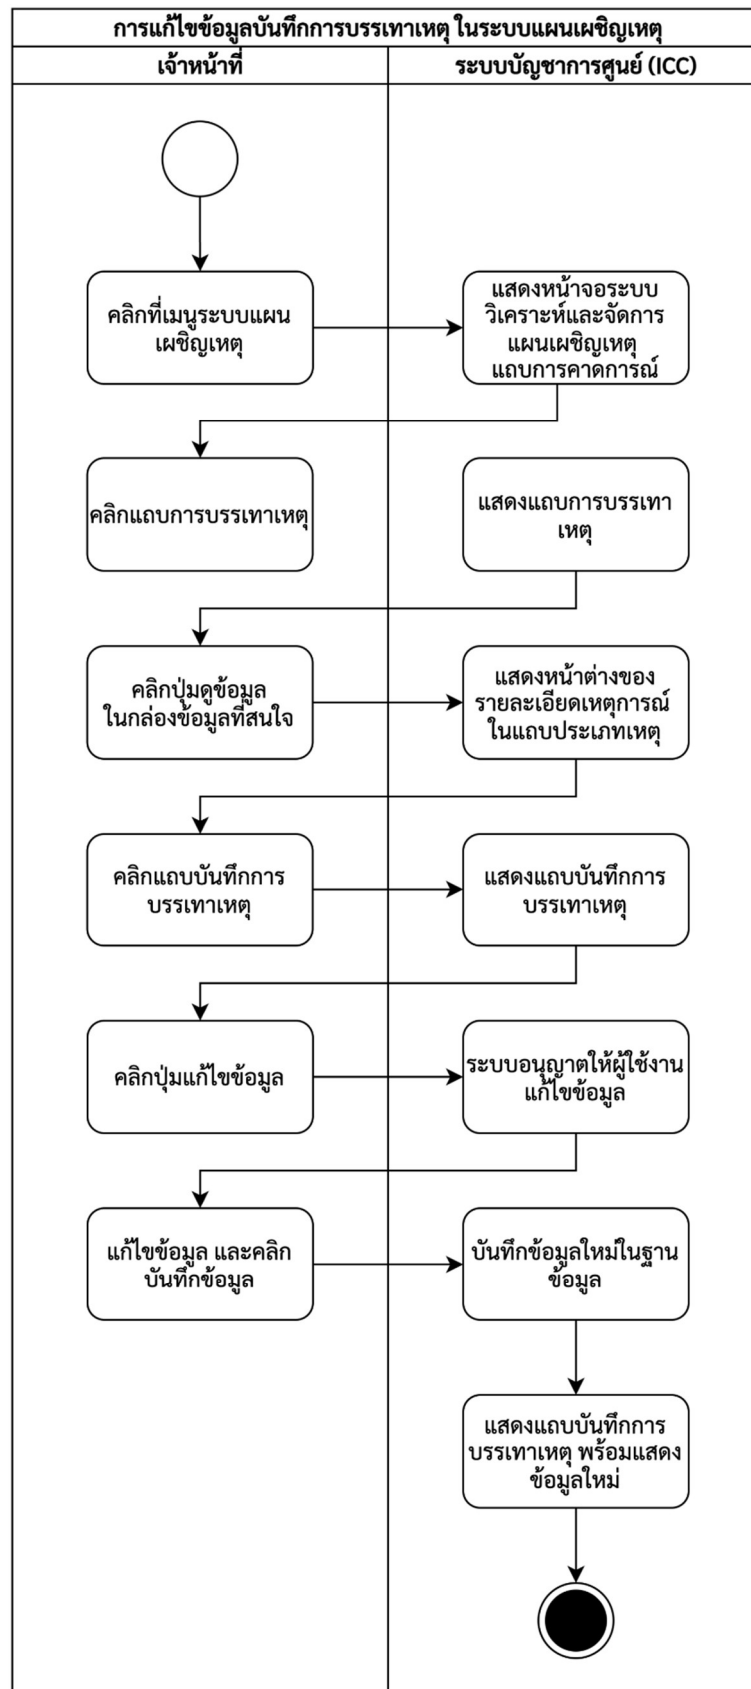 การแก้ไขข้อมูลบันทึกการบรรเทาเหตุ ในระบบแผนเผชิญเหตุ
เจ้าหน้าที่
ระบบบัญชาการศูนย์ (ICC)
คลิกที่เมนูระบบแผน
เผชิญเหตุ
แสดงหน้าจอระบบ
วิเคราะห์และจัดการ
แผนเผชิญเหตุ
แถบการคาดการณ์
คลิกแถบการบรรเทาเหตุ
แสดงแถบการบรรเทา
เหตุ
คลิกปุ่มดูข้อมูล
ในกล่องข้อมูลที่สนใจ
แสดงหน้าต่างของ
รายละเอียดเหตุการณ์
ในแถบประเภทเหตุ
คลิกแถบบันทึกการ
บรรเทาเหตุ
แสดงแถบบันทึกการ
บรรเทาเหตุ
คลิกปุ่มแก้ไขข้อมูล
ระบบอนุญาตให้ผู้ใช้งาน
แก้ไขข้อมูล
แก้ไขข้อมูล และคลิก
บันทึกข้อมูล
บันทึกข้อมูลใหม่ในฐาน
ข้อมูล
แสดงแถบบันทึกการ
บรรเทาเหตุ พร้อมแสดง
ข้อมูลใหม่